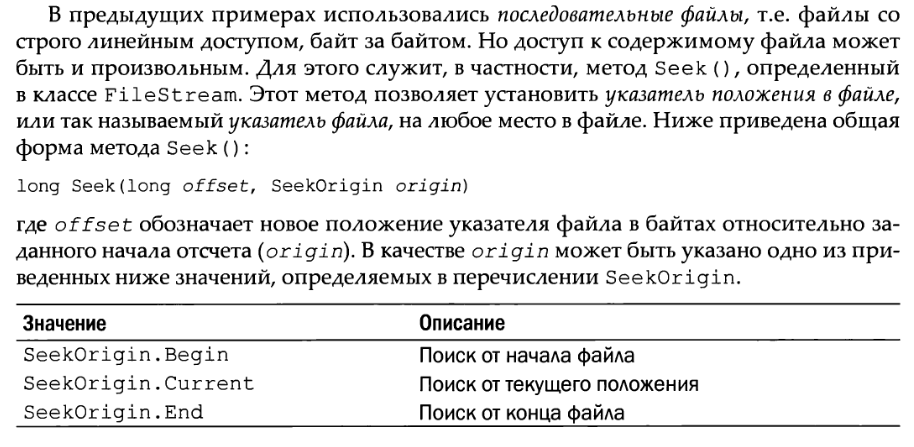 В предыдущих примерах использовались последовательные файлы, т.е. файлы со
строго линейным доступом, байт за байтом. Но доступ к содержимому файла может
быть и произвольным. Для этого служит, в частности, метод Seek(), определенный
в классе FileStream. Этот метод позволяет установить указатель положения в файле,
или так называемый указатель файла, на любое место в файле. Ниже приведена общая
форма метода Seek():
long Seek(long offset, SeekOrigin origin)
где offset обозначает новое положение указателя файла в байтах относительно за-
данного начала отсчета (origin). В качестве origin может быть указано одно из при-
веденных ниже значений, определяемых в перечислении SeekOrigin.
Значение Описание
SeekOrigin.Begin Поиск от начала файла
SeekOrigin.Current Поиск от текущего положения
SeekOrigin.End Поиск от конца файла